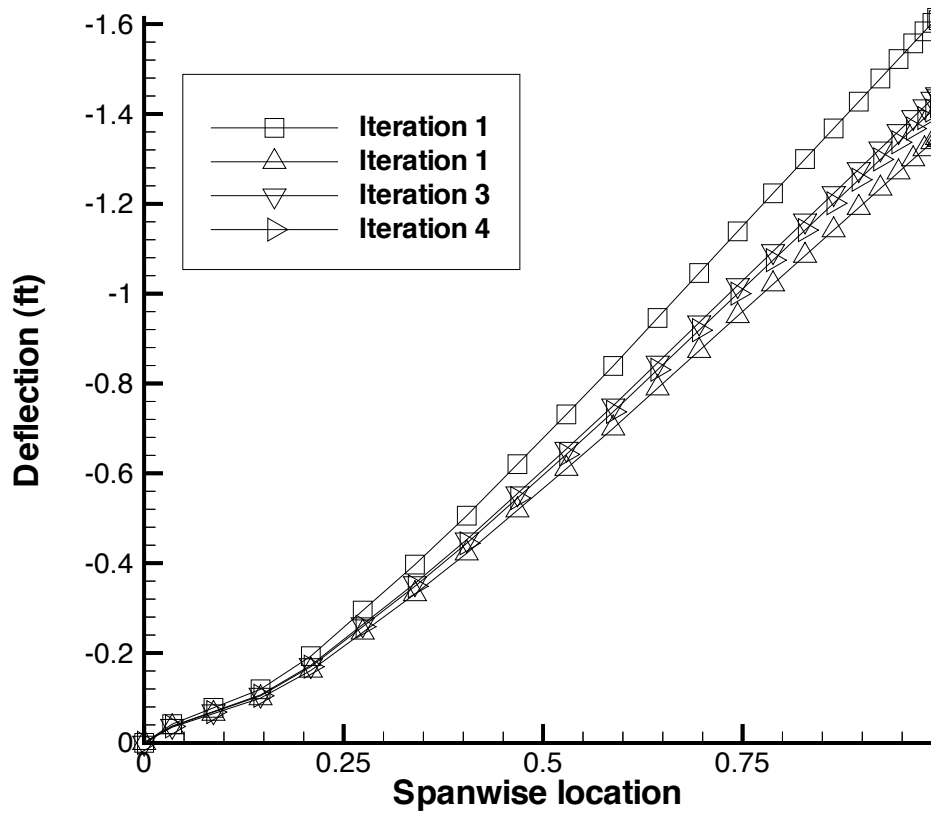 -1.6
-1.4
-1.2
-1
-0.8
-0.6
-0.4
-0.2
0
Deflection (ft)
Iteration 1
Iteration 1
Iteration 3
Iteration 4
0 0.25 0.5 0.75
Spanwise location